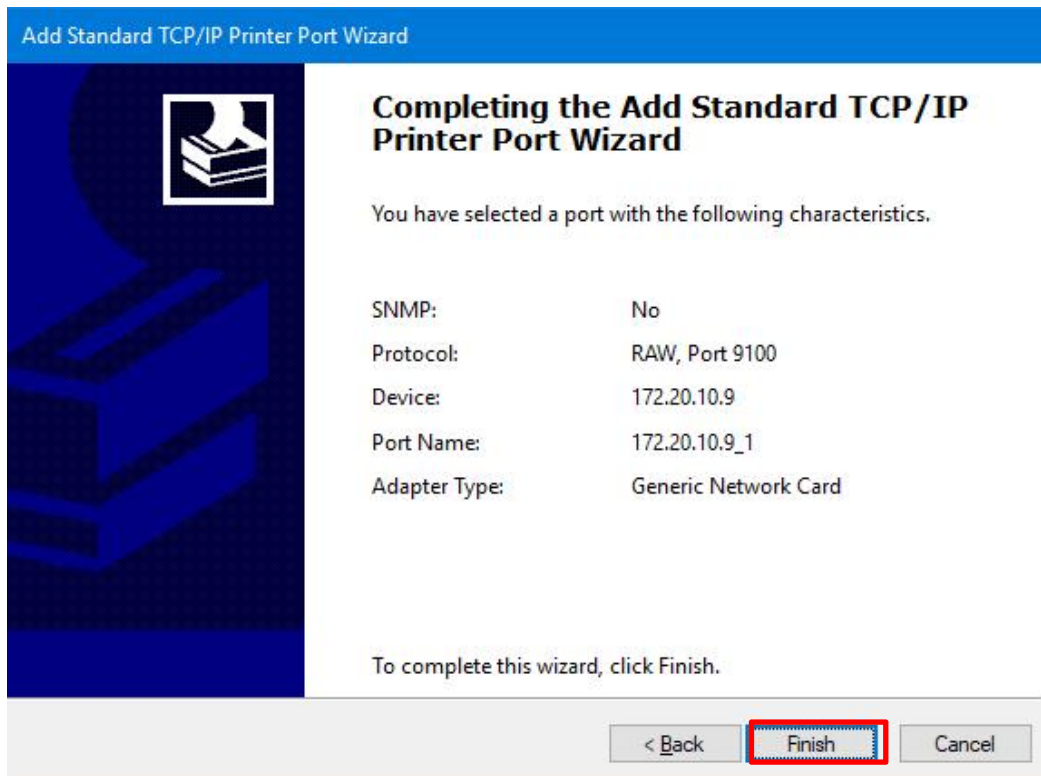 Add Standard TCP/IP Printer Port Wizard
Completing the Add Standard TCP/IP
Printer Port Wizard
You have selected a port with the following characteristics.
SNMP: No
Protocol: RAW, Port 9100
Device: 172.20.10.9
Port Name: 172.20.10.9_1
Adapter Type: Generic Network Card
To complete this wizard, click Finish.
< Back Finish Cancel